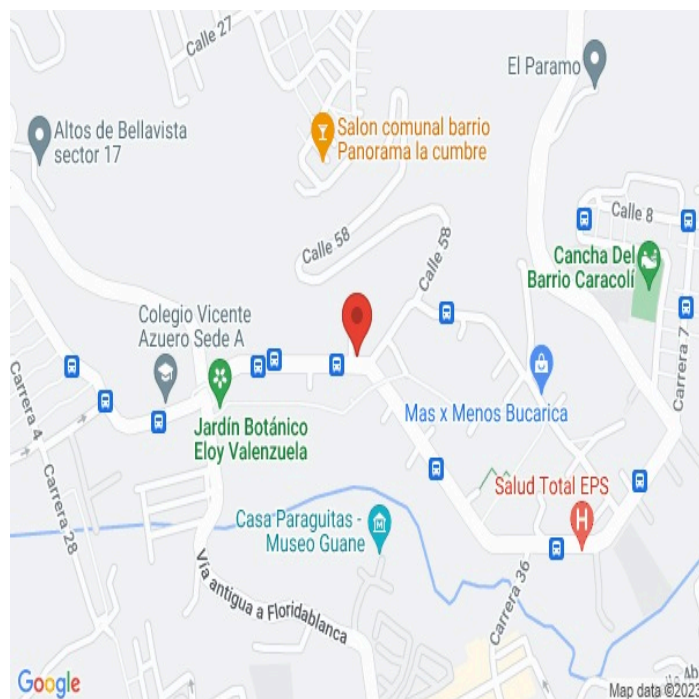 Calle 27
El Paramo
Altos de Bellavista
sector 17
Salon comunal barrio
Panorama la cumbre
Calle 8
Calle 58
Calle 58
Cancha Del
Barrio Caracolí
Colegio Vicente
Azuero Sede A
Carrera 7
Carrera 4
Jardín Botánico
Eloy Valenzuela
Mas x Menos Bucarica
Salud Total EPS
H
Carrera 28
Casa Paraguitas -
Museo Guane
Vía antigua a Floridablanca
Carrera 36
Google
Map data ©2023